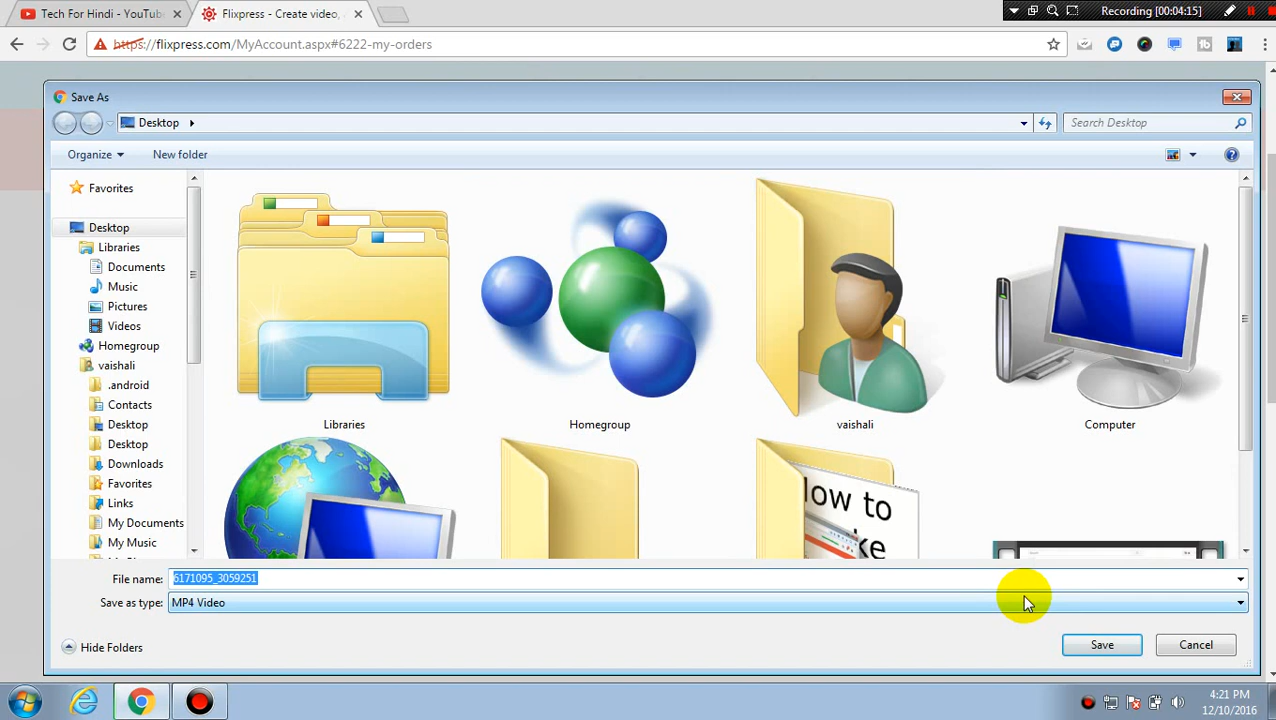 Tech For Hindi - YouTub
Flixpress - Create video,
Recording [00:04:15]
https://flixpress.com/MyAccount.aspx#6222-my-orders
Save As
Desktop
Search Desktop
Organize
New folder
Favorites
Desktop
Libraries
Documents
Music
Pictures
Videos
Homegroup
vaishali
.android
Contacts
Desktop
Desktop
Downloads
Favorites
Links
My Documents
My Music
Libraries
Homegroup
vaishali
Computer
How to
ke
File name: 6171095_3059251
Save as type: MP4 Video
Hide Folders
Save
Cancel
4:21 PM
12/10/2016